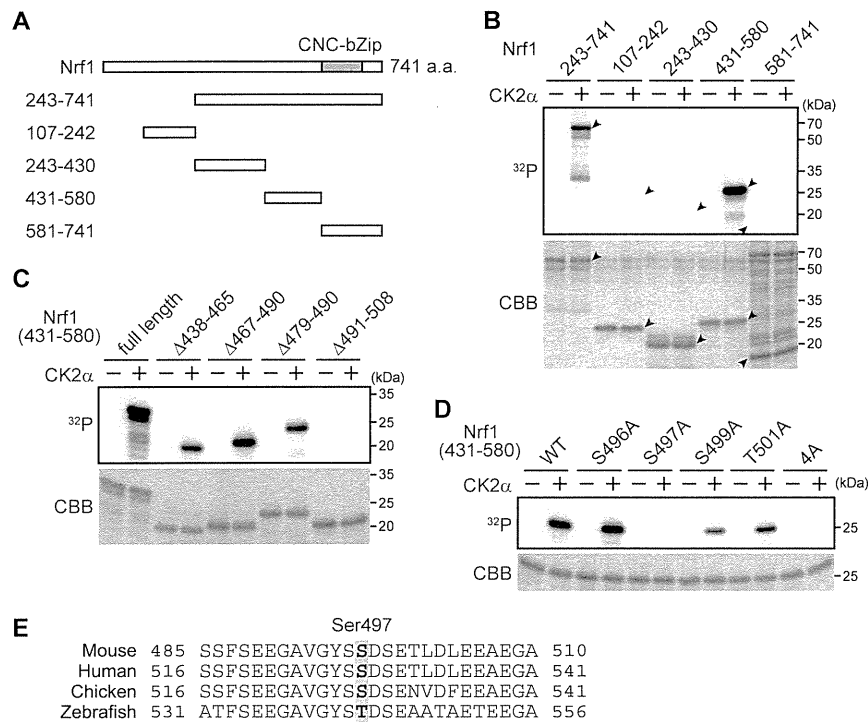 A
CNC-bZip
Nrf1
741 a.a.
243-741
107-242
243-430
431-580
581-741
B
Nrf1
243-741
107-242
243-430
431-580
581-741
CK2α − + − + − + − + − +
(kDa)
32P
70
50
35
25
20
CBB
70
50
35
25
20
C
Nrf1
(431-580)
full length
Δ438-465
Δ467-490
Δ479-490
Δ491-508
CK2α − + − + − + − + − +
(kDa)
32P
35
25
20
CBB
35
25
20
D
Nrf1
(431-580)
WT
S496A
S497A
S499A
T501A
4A
CK2α − + − + − + − + − + − +
(kDa)
32P
25
CBB
25
E
Ser497
Mouse 485 SSFSEEGAVGYSSDSETLDLEEAEGA 510
Human 516 SSFSEEGAVGYSSDSETLDLEEAEGA 541
Chicken 516 SSFSEEGAVGYSSDSENVDFEEAEGA 541
Zebrafish 531 ATFSEEGAVGYSTDSEAATAETEEGA 556